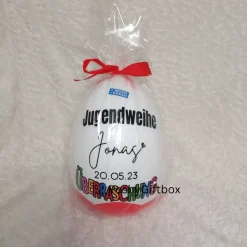 Jugendweihe
Jonas
20.05.23
ÜBERRASCHUNG